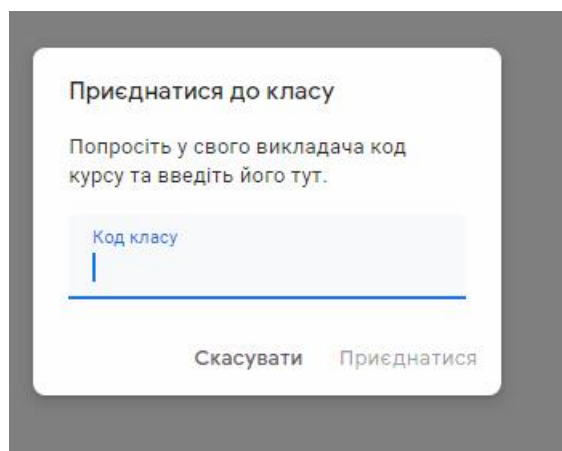 Приєднатися до класу
Попросіть у свого викладача код
курсу та введіть його тут.
Код класу
Скасувати Приєднатися